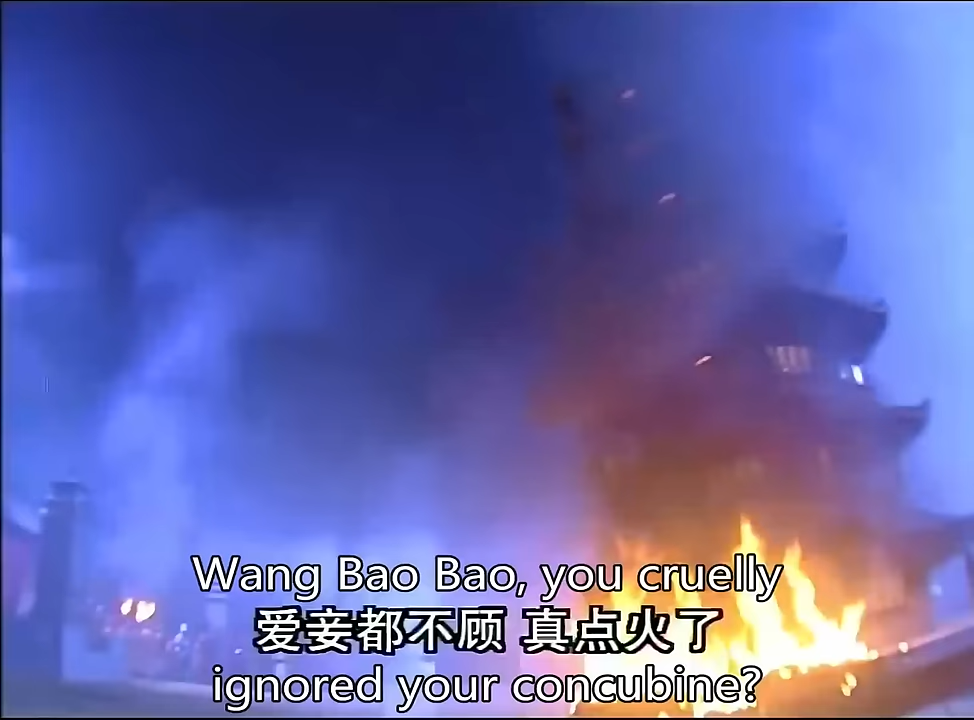 Wang Bao Bao, you cruelly
爱妾都不顾 真点火了
ignored your concubine?